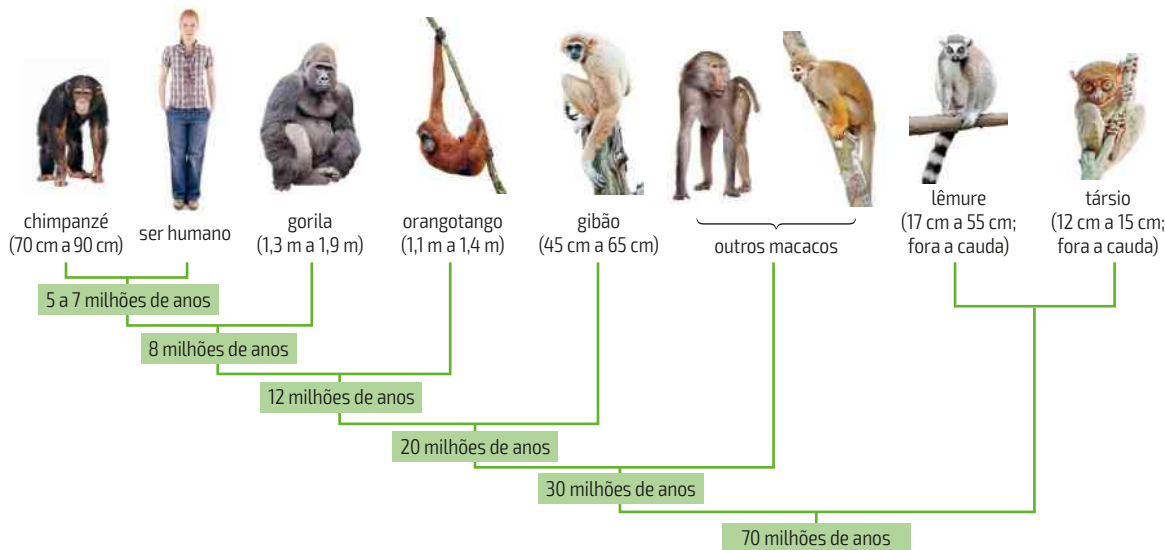 chimpanzé
(70 cm a 90 cm)
ser humano
gorila
(1,3 m a 1,9 m)
orangotango
(1,1 m a 1,4 m)
gibão
(45 cm a 65 cm)
outros macacos
lêmure
(17 cm a 55 cm;
fora a cauda)
társio
(12 cm a 15 cm;
fora a cauda)
5 a 7 milhões de anos
8 milhões de anos
12 milhões de anos
20 milhões de anos
30 milhões de anos
70 milhões de anos